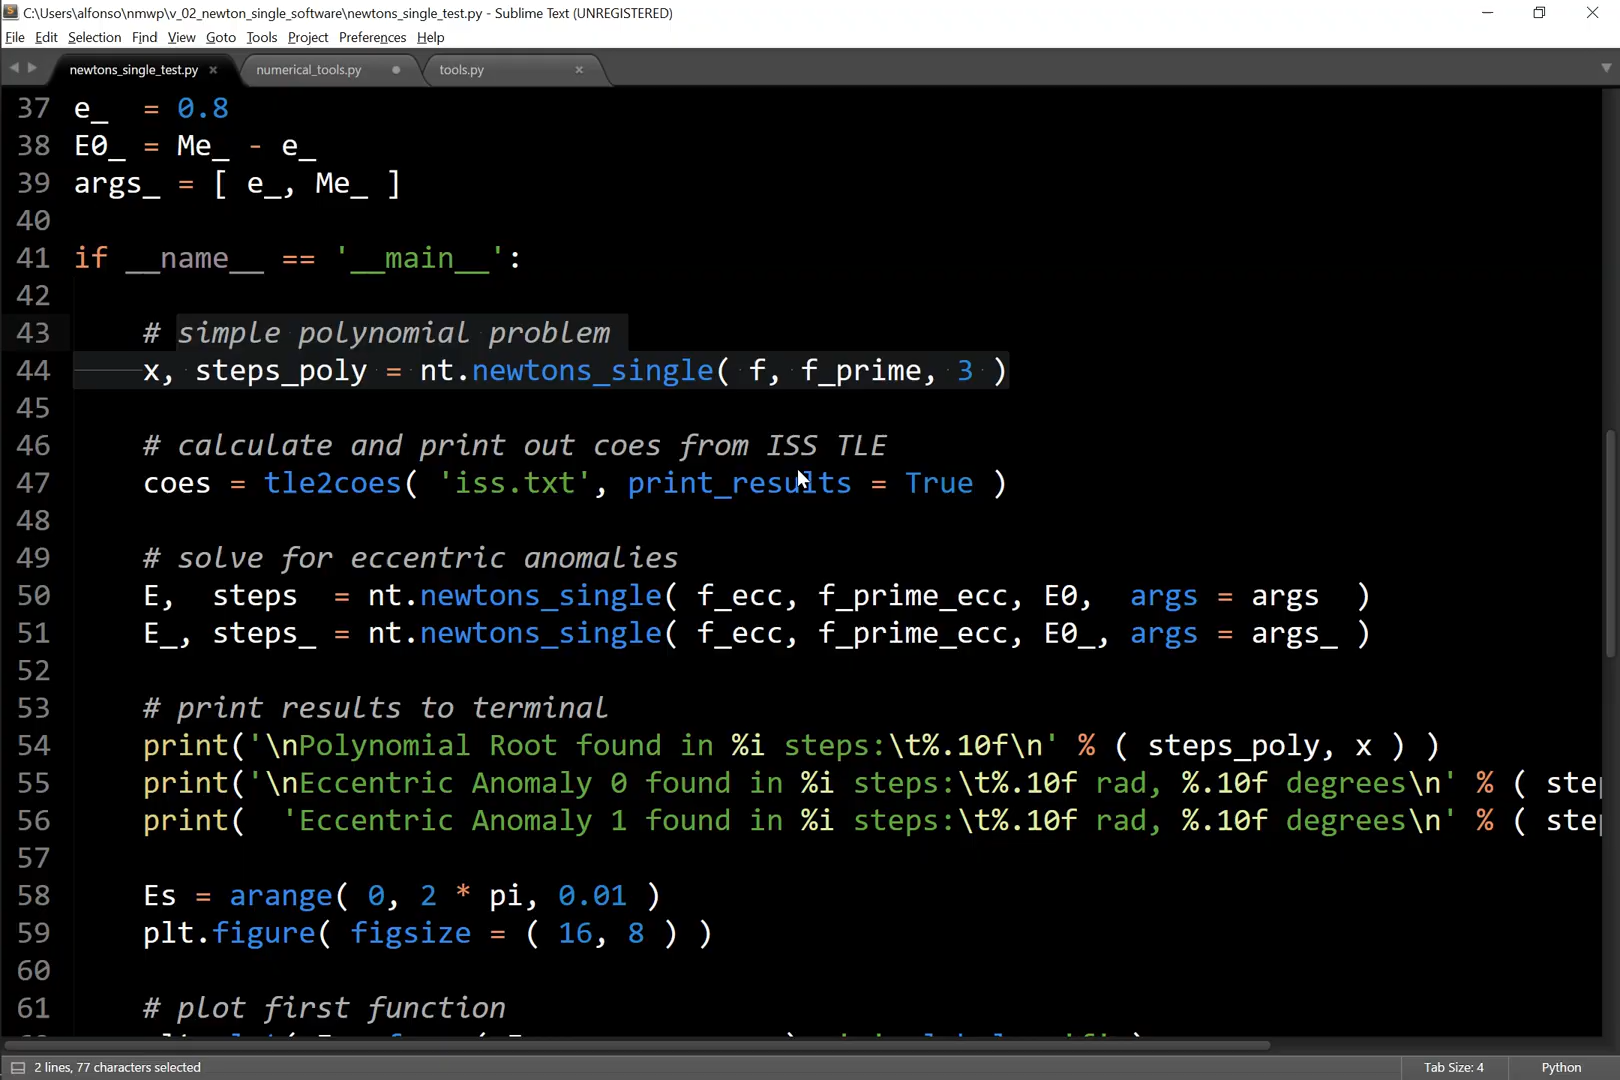 C:\Users\alfonso\nmwp\v_02_newton_single_software\newtons_single_test.py - Sublime Text (UNREGISTERED)
File Edit Selection Find View Goto Tools Project Preferences Help
newtons_single_test.py numerical_tools.py tools.py
37 e_ = 0.8
38 E0_ = Me_ - e_
39 args_ = [ e_, Me_ ]
40
41 if __name__ == '__main__':
42
43 # simple polynomial problem
44 x, steps_poly = nt.newtons_single( f, f_prime, 3 )
45
46 # calculate and print out coes from ISS TLE
47 coes = tle2coes( 'iss.txt', print_results = True )
48
49 # solve for eccentric anomalies
50 E, steps = nt.newtons_single( f_ecc, f_prime_ecc, E0, args = args )
51 E_, steps_ = nt.newtons_single( f_ecc, f_prime_ecc, E0_, args = args_ )
52
53 # print results to terminal
54 print('\nPolynomial Root found in %i steps:\t%.10f\n' % ( steps_poly, x ) )
55 print('\nEccentric Anomaly 0 found in %i steps:\t%.10f rad, %.10f degrees\n' % ( ste
56 print( 'Eccentric Anomaly 1 found in %i steps:\t%.10f rad, %.10f degrees\n' % ( ste
57
58 Es = arange( 0, 2 * pi, 0.01 )
59 plt.figure( figsize = ( 16, 8 ) )
60
61 # plot first function
2 lines, 77 characters selected Tab Size: 4 Python